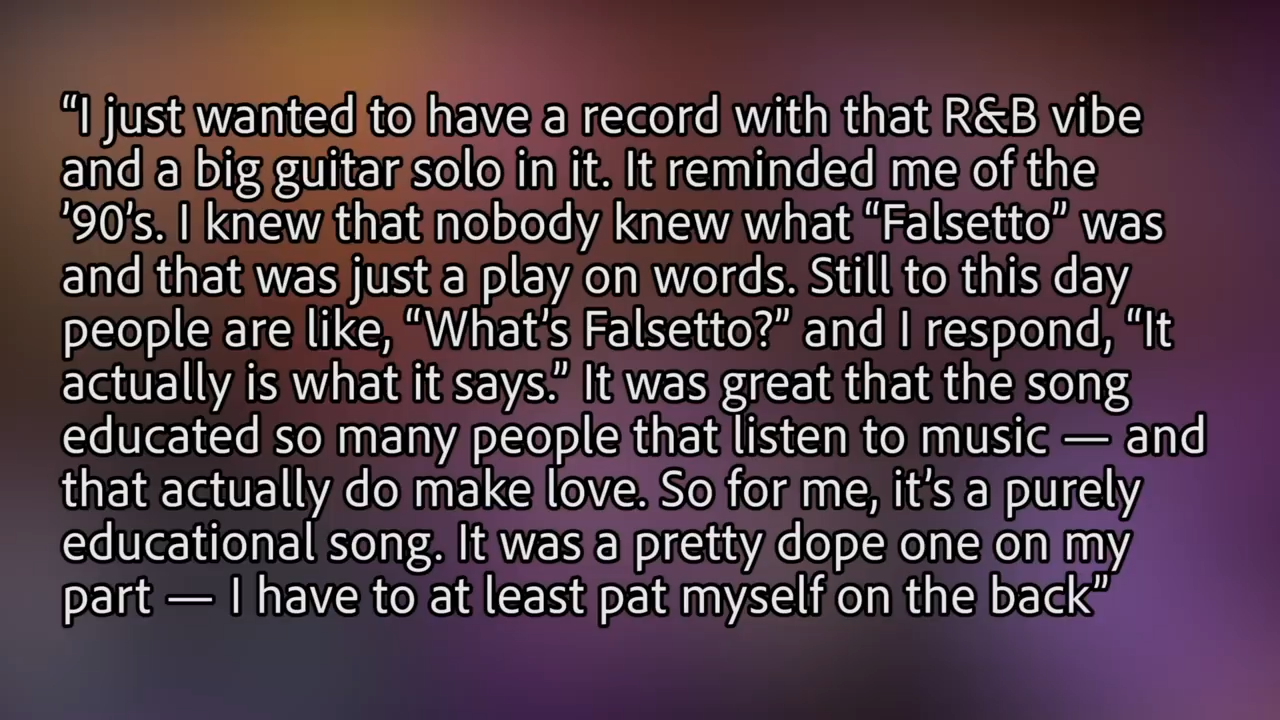 “I just wanted to have a record with that R&B vibe
and a big guitar solo in it. It reminded me of the
’90’s. I knew that nobody knew what “Falsetto” was
and that was just a play on words. Still to this day
people are like, “What’s Falsetto?” and I respond, “It
actually is what it says.” It was great that the song
educated so many people that listen to music — and
that actually do make love. So for me, it’s a purely
educational song. It was a pretty dope one on my
part — I have to at least pat myself on the back”